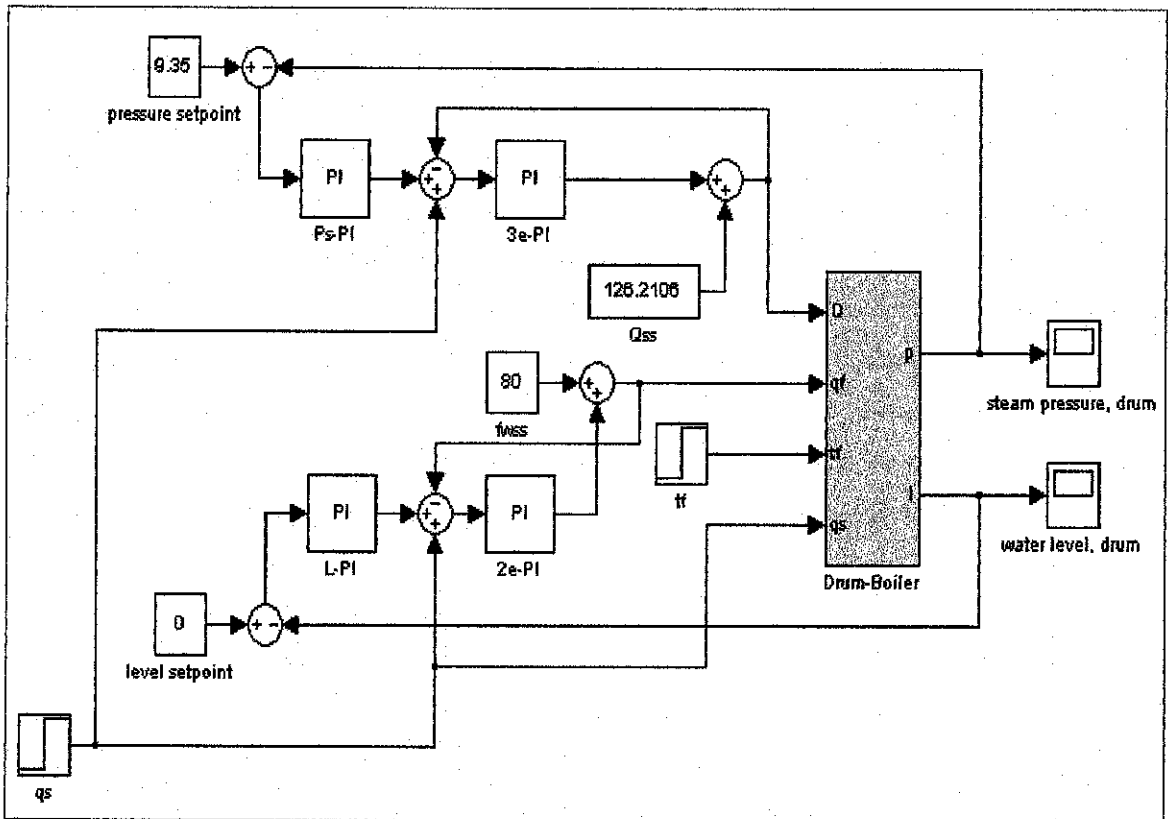 9.35
+ -
pressure setpoint
PI
Ps-PI
-
+
+
PI
3e-PI
+
+
126.2106
Qss
80
fwss
+
+
tf
Q
qf
tf
qs
p
l
Drum-Boiler
steam pressure, drum
water level, drum
PI
L-PI
-
+
+
PI
2e-PI
0
level setpoint
+ -
qs